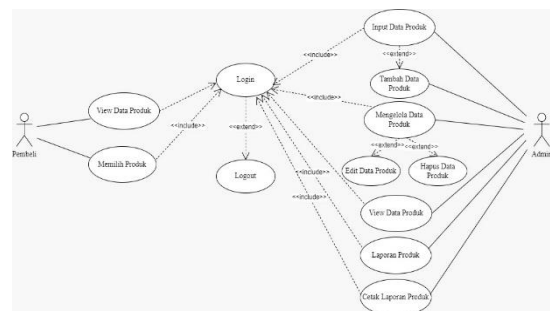 Input Data Produk
<<include>>
<<extend>>
Login
Tambah Data
Produk
<<include>>
View Data Produk
Mengelola Data
Produk
<<include>>
<<extend>>
<<extend>>
<<extend>>
Pembeli
Admin
Memilih Produk
Logout
Edit Data Produk
Hapus Data
Produk
<<include>>
<<include>>
View Data Produk
<<include>>
Laporan Produk
Cetak Laporan Produk